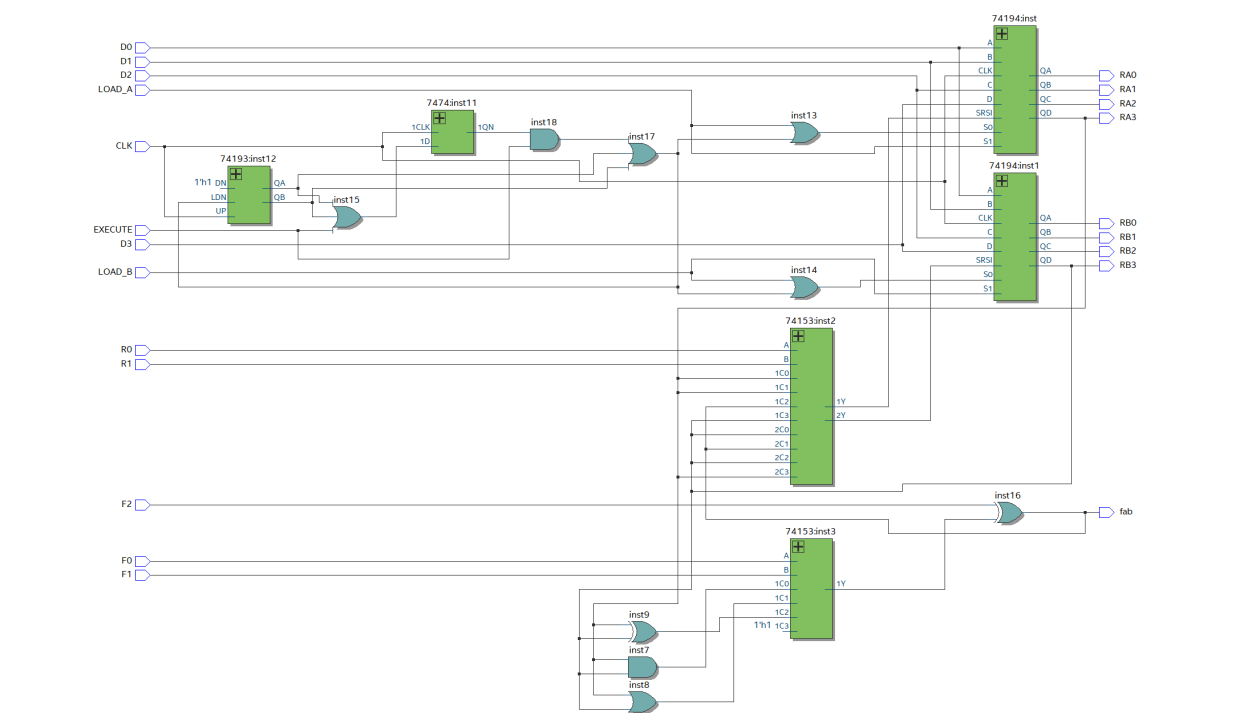 74194:inst
D0
D1
D2
LOAD_A
A
B
CLK
C
D
SRSI
S0
S1
QA
QB
QC
QD
RA0
RA1
RA2
RA3
7474:inst11
1CLK
1D
1QN
inst18
inst17
inst13
CLK
74193:inst12
1'h1 DN
LDN
UP
QA
QB
inst15
74194:inst1
A
B
CLK
C
D
SRSI
S0
S1
QA
QB
QC
QD
RB0
RB1
RB2
RB3
EXECUTE
D3
LOAD_B
inst14
74153:inst2
R0
R1
A
B
1C0
1C1
1C2
1C3
2C0
2C1
2C2
2C3
1Y
2Y
F2
inst16
fab
74153:inst3
F0
F1
A
B
1C0
1C1
1C2
1'h1 1C3
1Y
inst9
inst7
inst8